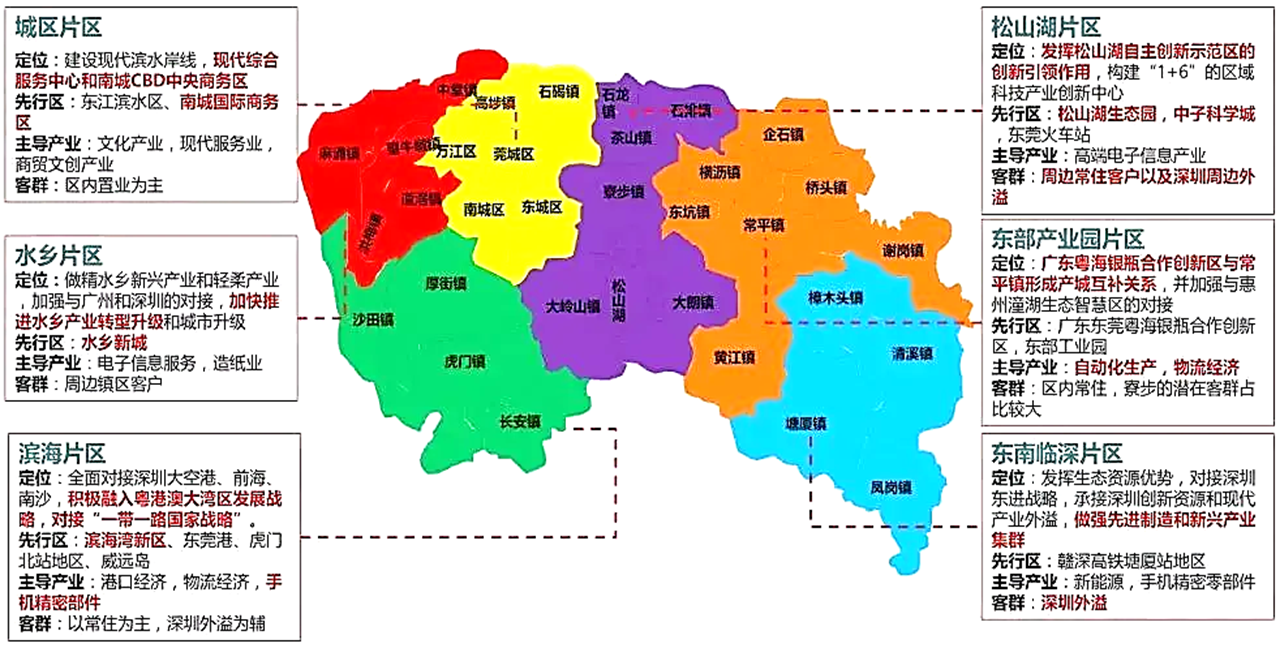 城区片区
定位：建设现代滨水岸线，现代综合
服务中心和南城CBD中央商务区
先行区：东江滨水区、南城国际商务
区
主导产业：文化产业，现代服务业，
商贸文创产业
客群：区内置业为主
水乡片区
定位：做精水乡新兴产业和轻柔产业
，加强与广州和深圳的对接，加快推
进水乡产业转型升级和城市升级
先行区：水乡新城
主导产业：电子信息服务，造纸业
客群：周边镇区客户
滨海片区
定位：全面对接深圳大空港、前海、
南沙，积极融入粤港澳大湾区发展战
略，对接“一带一路国家战略”。
先行区：滨海湾新区、东莞港、虎门
北站地区、威远岛
主导产业：港口经济，物流经济，手
机精密部件
客群：以常住为主，深圳外溢为辅
中堂镇
高埗镇
石碣镇
麻涌镇
望牛墩镇
万江区
莞城区
道滘镇
南城区
东城区
洪梅镇
石龙
镇
石排镇
茶山镇
寮步镇
企石镇
横沥镇
桥头镇
东坑镇
常平镇
谢岗镇
厚街镇
沙田镇
虎门镇
长安镇
大岭山镇
松山湖
大朗镇
黄江镇
樟木头镇
清溪镇
塘厦镇
凤岗镇
松山湖片区
定位：发挥松山湖自主创新示范区的
创新引领作用，构建“1+6”的区域
科技产业创新中心
先行区：松山湖生态园，中子科学城
，东莞火车站
主导产业：高端电子信息产业
客群：周边常住客户以及深圳周边外
溢
东部产业园片区
定位：广东粤海银瓶合作创新区与常
平镇形成产城互补关系，并加强与惠
州潼湖生态智慧区的对接
先行区：广东东莞粤海银瓶合作创新
区，东部工业园
主导产业：自动化生产，物流经济
客群：区内常住，寮步的潜在客群占
比较大
东南临深片区
定位：发挥生态资源优势，对接深圳
东进战略，承接深圳创新资源和现代
产业外溢，做强先进制造和新兴产业
集群
先行区：赣深高铁塘厦站地区
主导产业：新能源，手机精密零部件
客群：深圳外溢